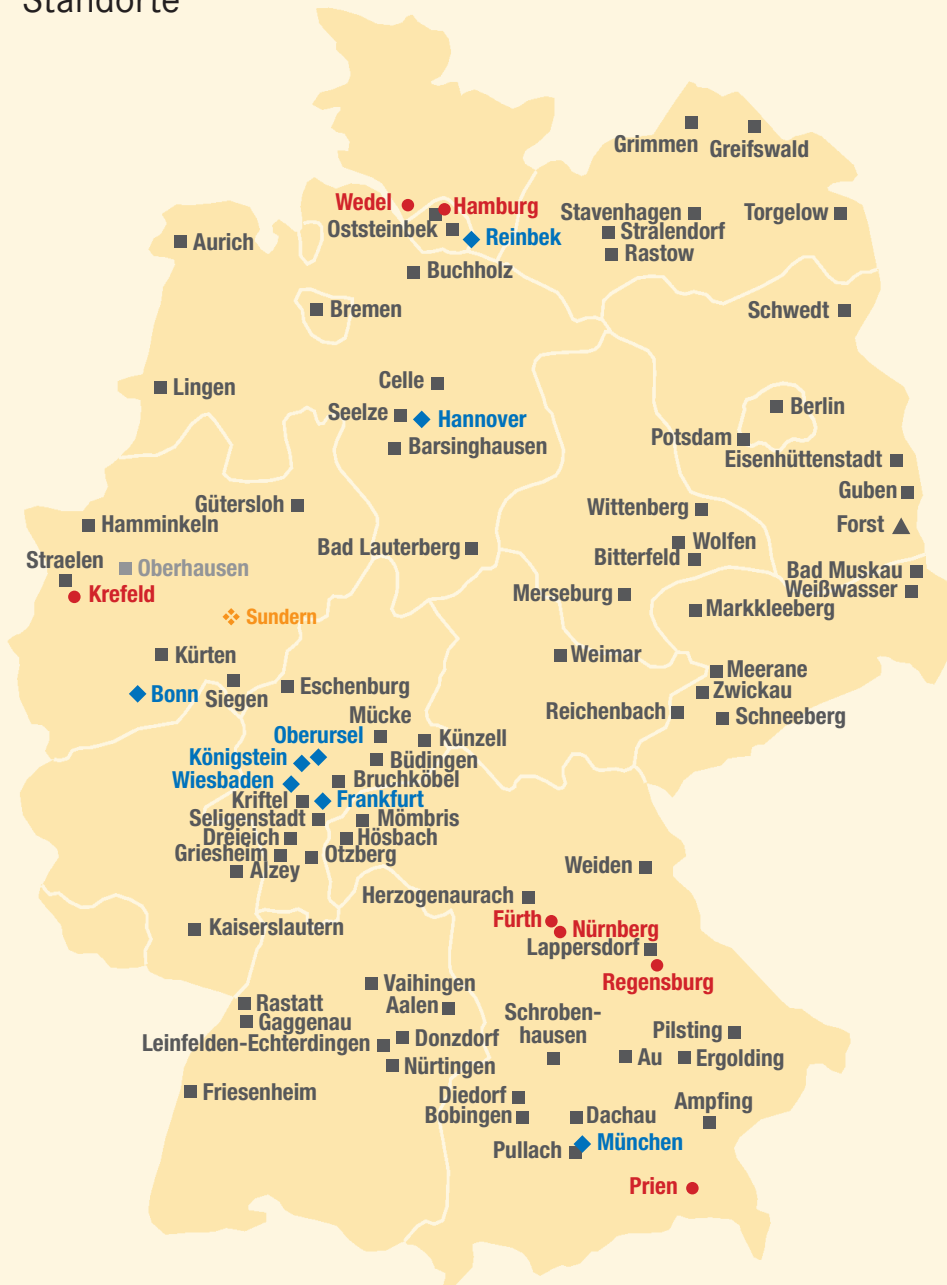 Standorte
Grimmen
Greifswald
Wedel
Hamburg
Stavenhagen
Torgelow
Oststeinbek
Stralendorf
Aurich
Reinbek
Rastow
Buchholz
Bremen
Schwedt
Celle
Lingen
Seelze
Hannover
Berlin
Barsinghausen
Potsdam
Eisenhüttenstadt
Guben
Gütersloh
Wittenberg
Hamminkeln
Forst
Bad Lauterberg
Wolfen
Straelen
Bitterfeld
Oberhausen
Bad Muskau
Krefeld
Merseburg
Weißwasser
Markkleeberg
Sundern
Kürten
Weimar
Meerane
Bonn
Siegen
Eschenburg
Zwickau
Reichenbach
Schneeberg
Mücke
Oberursel
Künzell
Königstein
Büdingen
Wiesbaden
Bruchköbel
Kriftel
Frankfurt
Seligenstadt
Mömbris
Dreieich
Hösbach
Griesheim
Otzberg
Alzey
Weiden
Herzogenaurach
Fürth
Kaiserslautern
Nürnberg
Lappersdorf
Regensburg
Vaihingen
Rastatt
Aalen
Schroben-
hausen
Gaggenau
Pilsting
Leinfelden-Echterdingen
Donzdorf
Au
Ergolding
Nürtingen
Friesenheim
Diedorf
Ampfing
Bobingen
Dachau
München
Pullach
Prien